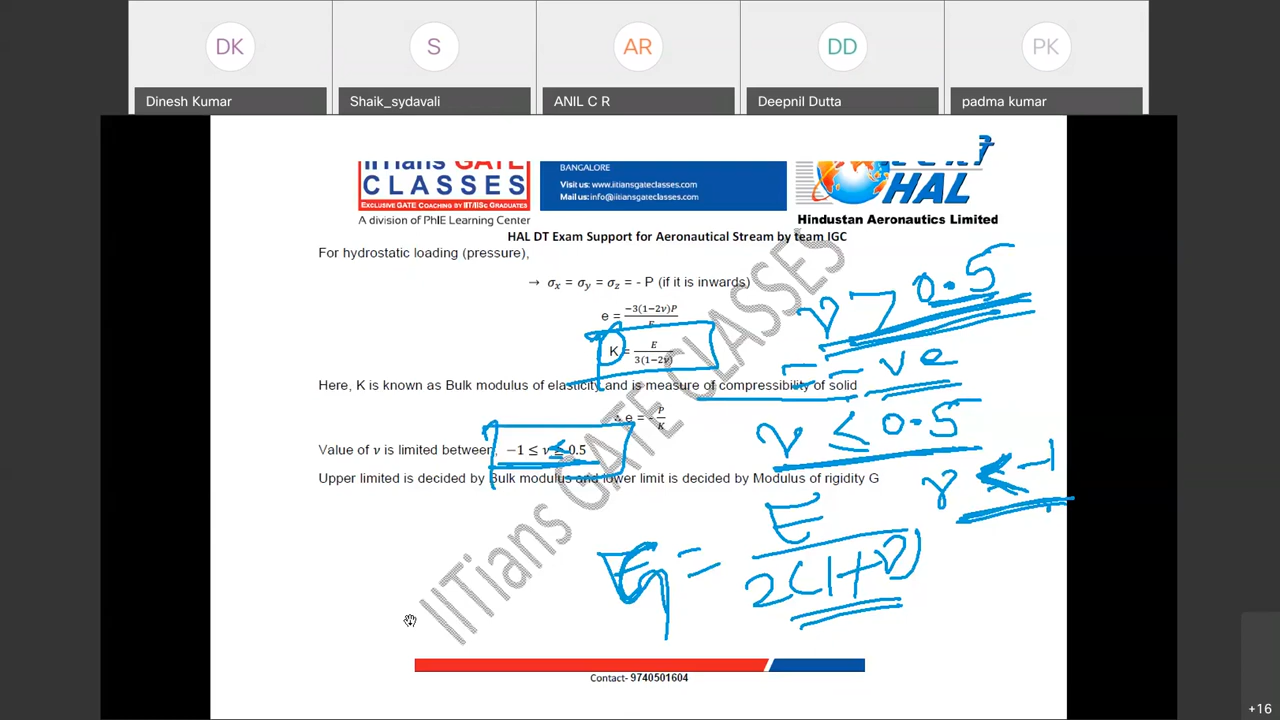 DK S AR DD PK
Dinesh Kumar Shaik_sydavali ANIL C R Deepnil Dutta padma kumar
IITians GATE CLASSES
EXCLUSIVE GATE COACHING BY IIT/IISc GRADUATES
A division of PhIE Learning Center
BANGALORE
Visit us: www.iitiansgateclasses.com
Mail us: info@iitiansgateclasses.com
HAL
Hindustan Aeronautics Limited
HAL DT Exam Support for Aeronautical Stream by team IGC
For hydrostatic loading (pressure),
→ σx = σy = σz = - P (if it is inwards)
e = −3(1−2ν)P / E
K = E / 3(1−2ν)
Here, K is known as Bulk modulus of elasticity and is measure of compressibility of solid
∴ e = - P / K
Value of ν is limited between, −1 ≤ ν ≤ 0.5
Upper limited is decided by Bulk modulus and lower limit is decided by Modulus of rigidity G
ν > 0.5
= - ve
ν ≤ 0.5
ν < -1
G = E / 2(1+ν)
IITians GATE CLASSES
Contact- 9740501604
+16